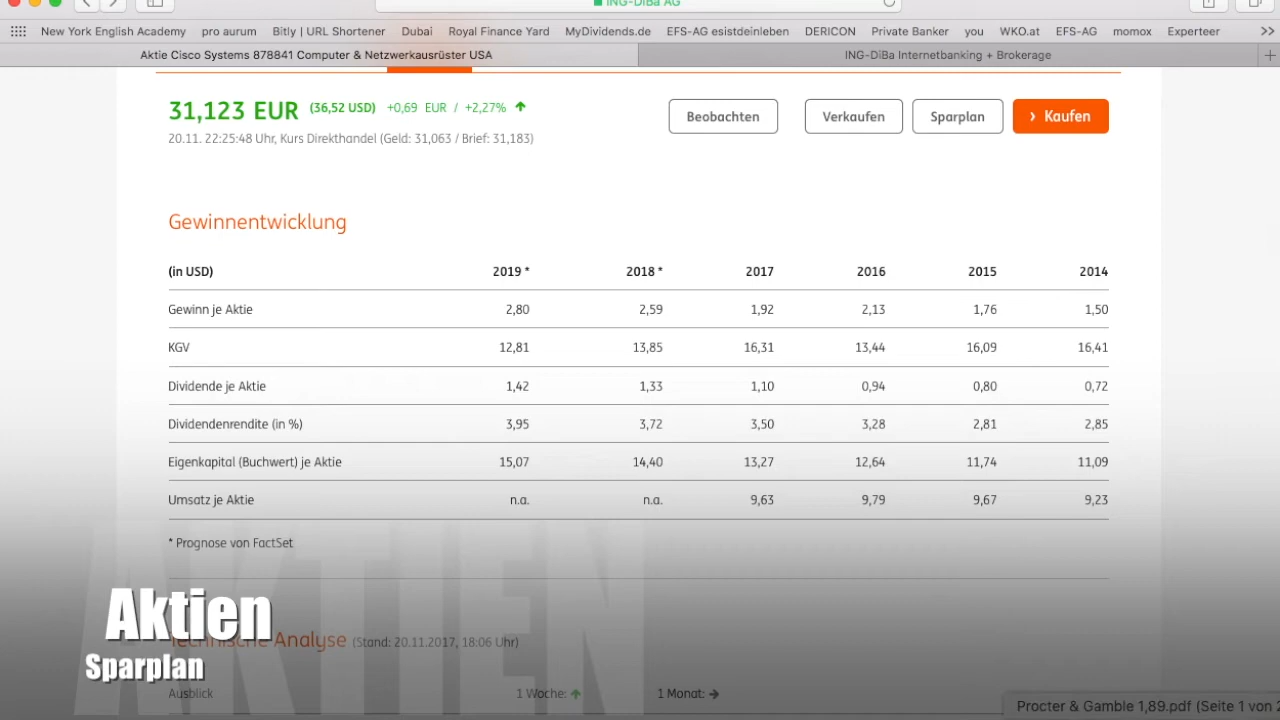 ING-DiBa AG
New York English Academy pro aurum Bitly | URL Shortener Dubai Royal Finance Yard MyDividends.de EFS-AG esistdeinleben DERICON Private Banker you WKO.at EFS-AG momox Experteer
Aktie Cisco Systems 878841 Computer & Netzwerkausrüster USA ING-DiBa Internetbanking + Brokerage
31,123 EUR (36,52 USD) +0,69 EUR / +2,27%
20.11. 22:25:48 Uhr, Kurs Direkthandel (Geld: 31,063 / Brief: 31,183)
Beobachten Verkaufen Sparplan Kaufen
Gewinnentwicklung
(in USD) 2019 * 2018 * 2017 2016 2015 2014
Gewinn je Aktie 2,80 2,59 1,92 2,13 1,76 1,50
KGV 12,81 13,85 16,31 13,44 16,09 16,41
Dividende je Aktie 1,42 1,33 1,10 0,94 0,80 0,72
Dividendenrendite (in %) 3,95 3,72 3,50 3,28 2,81 2,85
Eigenkapital (Buchwert) je Aktie 15,07 14,40 13,27 12,64 11,74 11,09
Umsatz je Aktie n.a. n.a. 9,63 9,79 9,67 9,23
* Prognose von FactSet
AKTIEN
Aktien
Technische Analyse (Stand: 20.11.2017, 18:06 Uhr)
Sparplan
Ausblick 1 Woche: 1 Monat:
Procter & Gamble 1,89.pdf (Seite 1 von 2